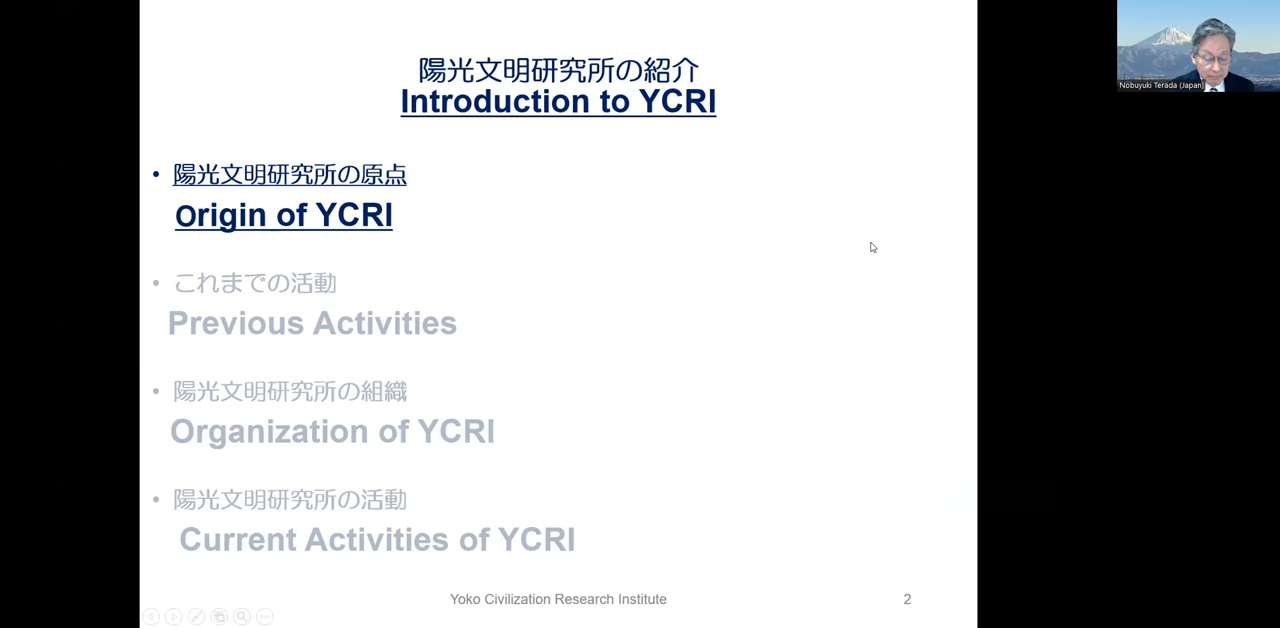 陽光文明研究所の紹介
Introduction to YCRI
• 陽光文明研究所の原点
Origin of YCRI
• これまでの活動
Previous Activities
• 陽光文明研究所の組織
Organization of YCRI
• 陽光文明研究所の活動
Current Activities of YCRI
Yoko Civilization Research Institute
2
Nobuyuki Terada (Japan)